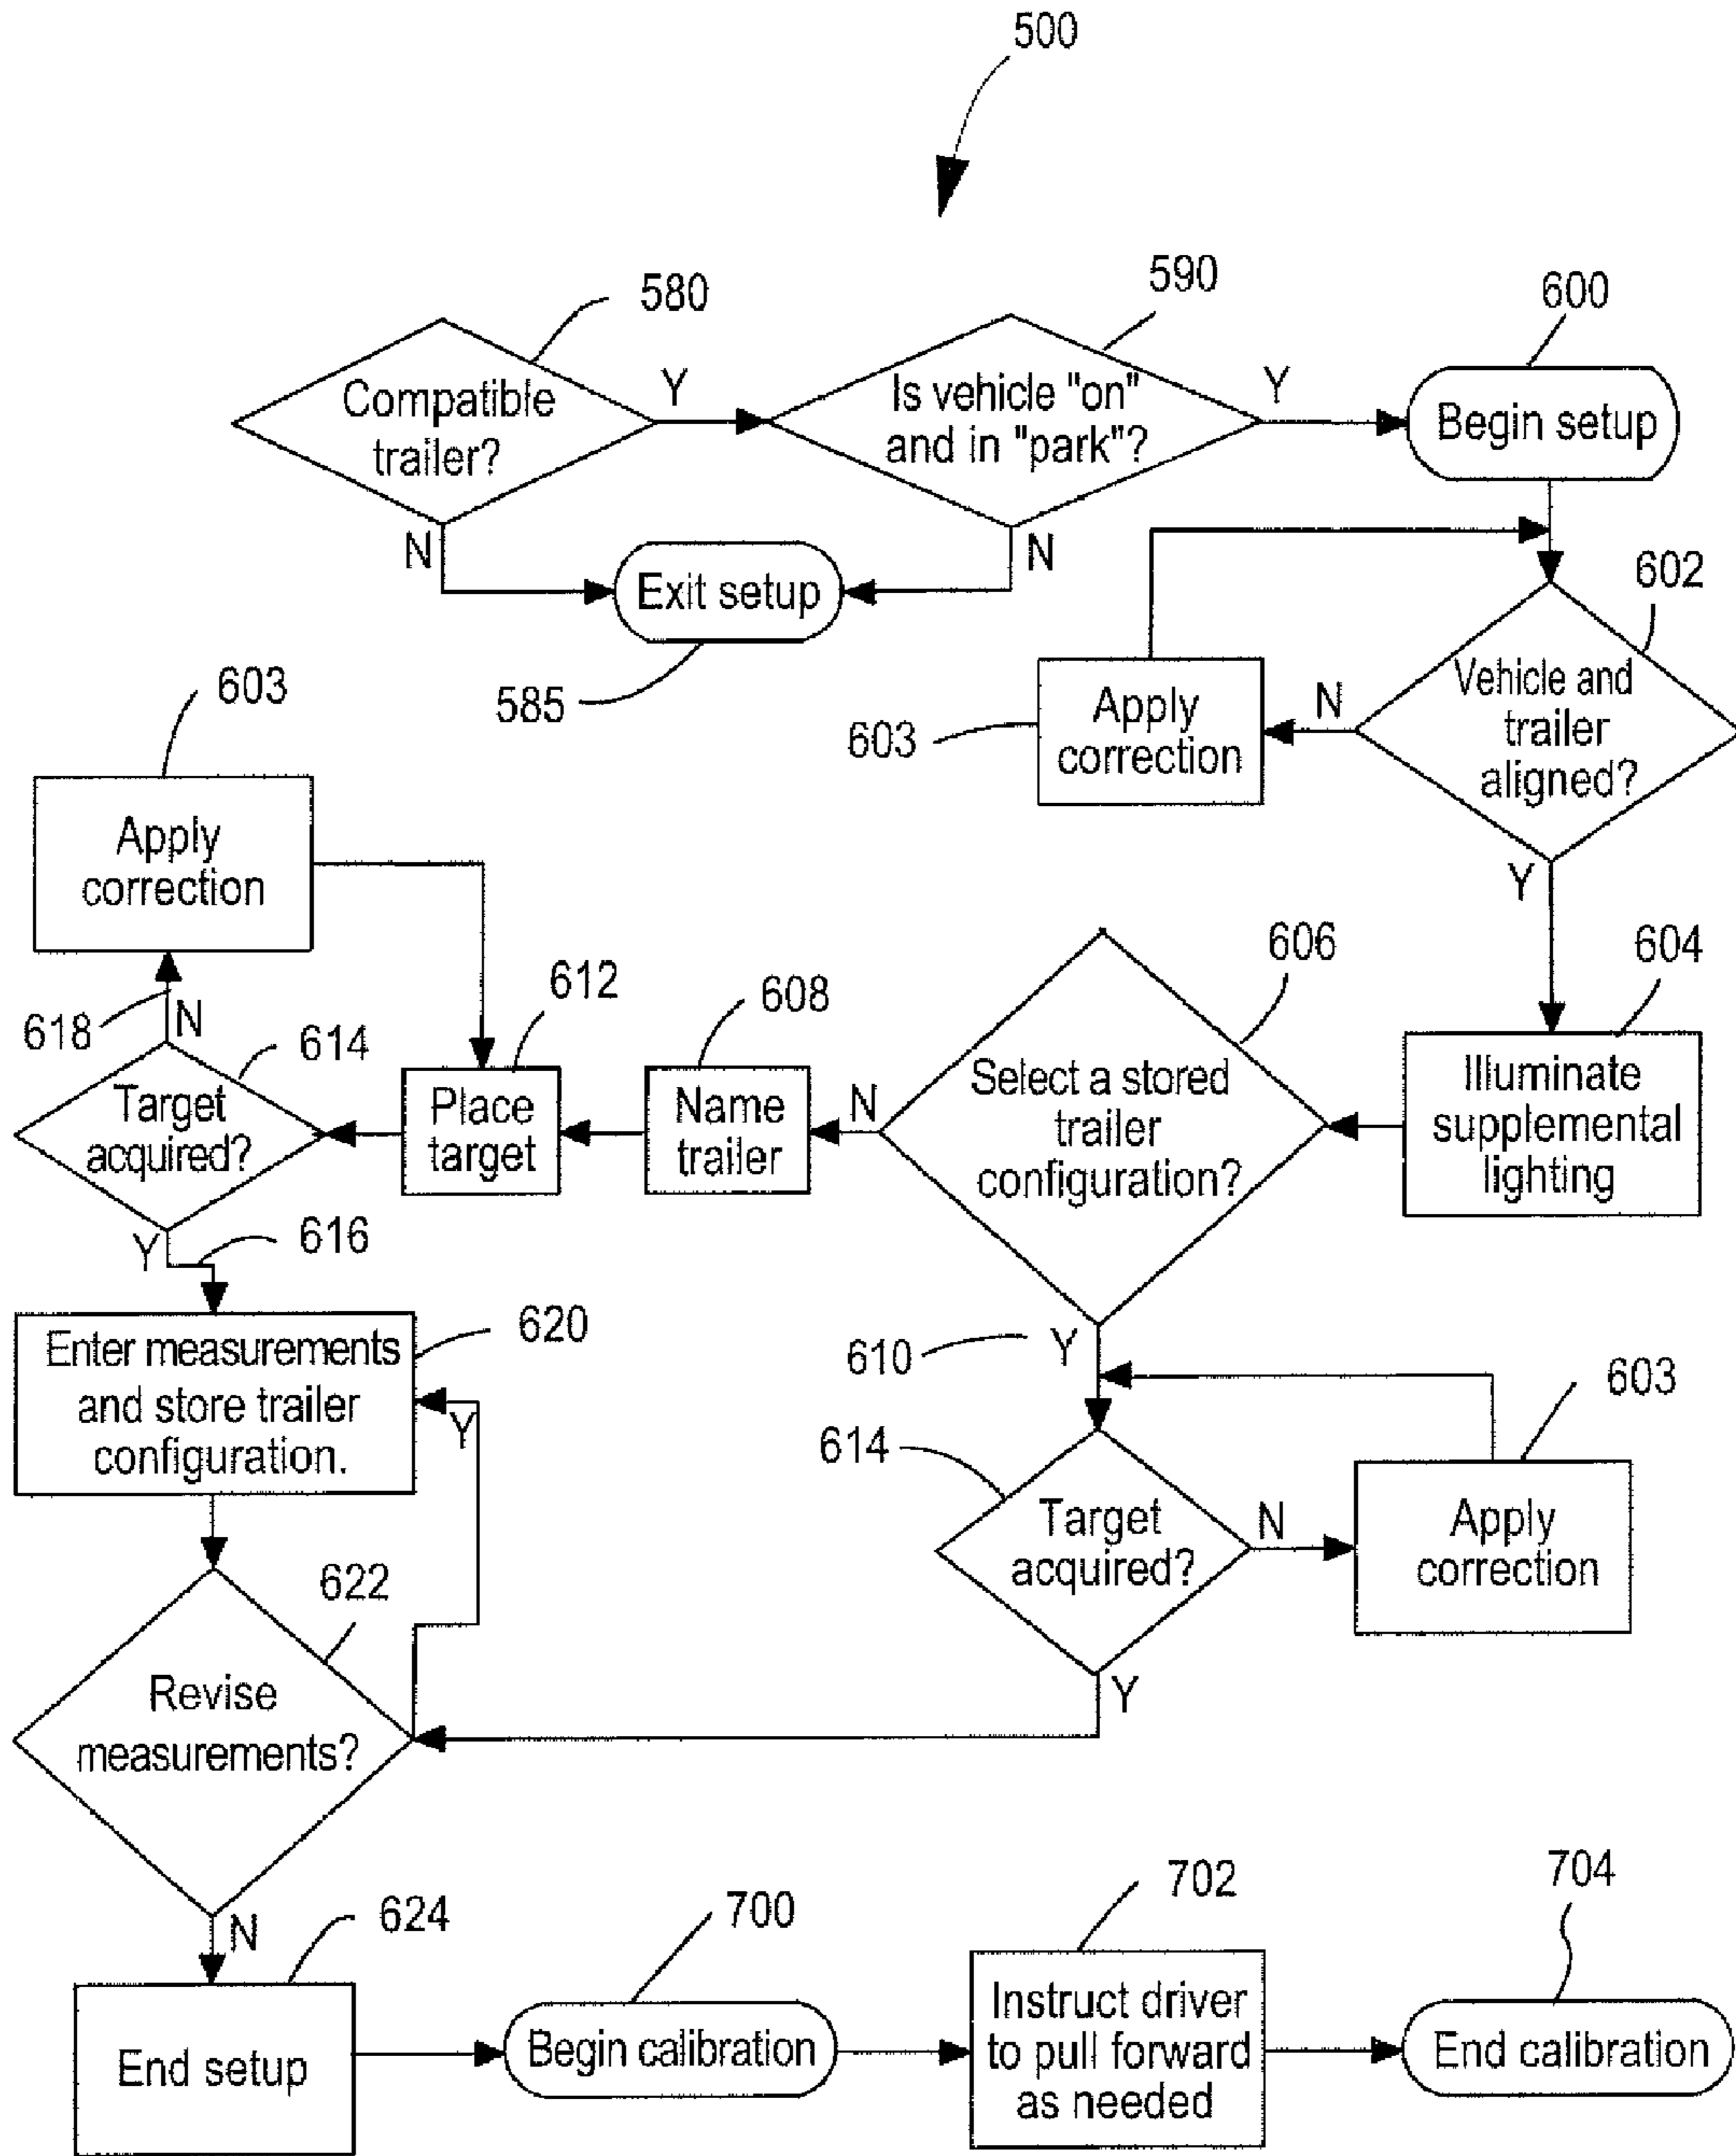 500
580
590
600
Compatible
trailer?
Y
Is vehicle "on"
and in "park"?
Y
Begin setup
N
Exit setup
N
585
602
603
Apply
correction
N
Vehicle and
trailer
aligned?
Y
603
Apply
correction
618
N
614
612
608
606
604
Target
acquired?
Place
target
Name
trailer
N
Select a stored
trailer
configuration?
Illuminate
supplemental
lighting
Y
616
Enter measurements
and store trailer
configuration.
620
Y
610
Y
603
614
Target
acquired?
N
Apply
correction
622
Revise
measurements?
Y
N
624
700
702
704
End setup
Begin calibration
Instruct driver
to pull forward
as needed
End calibration